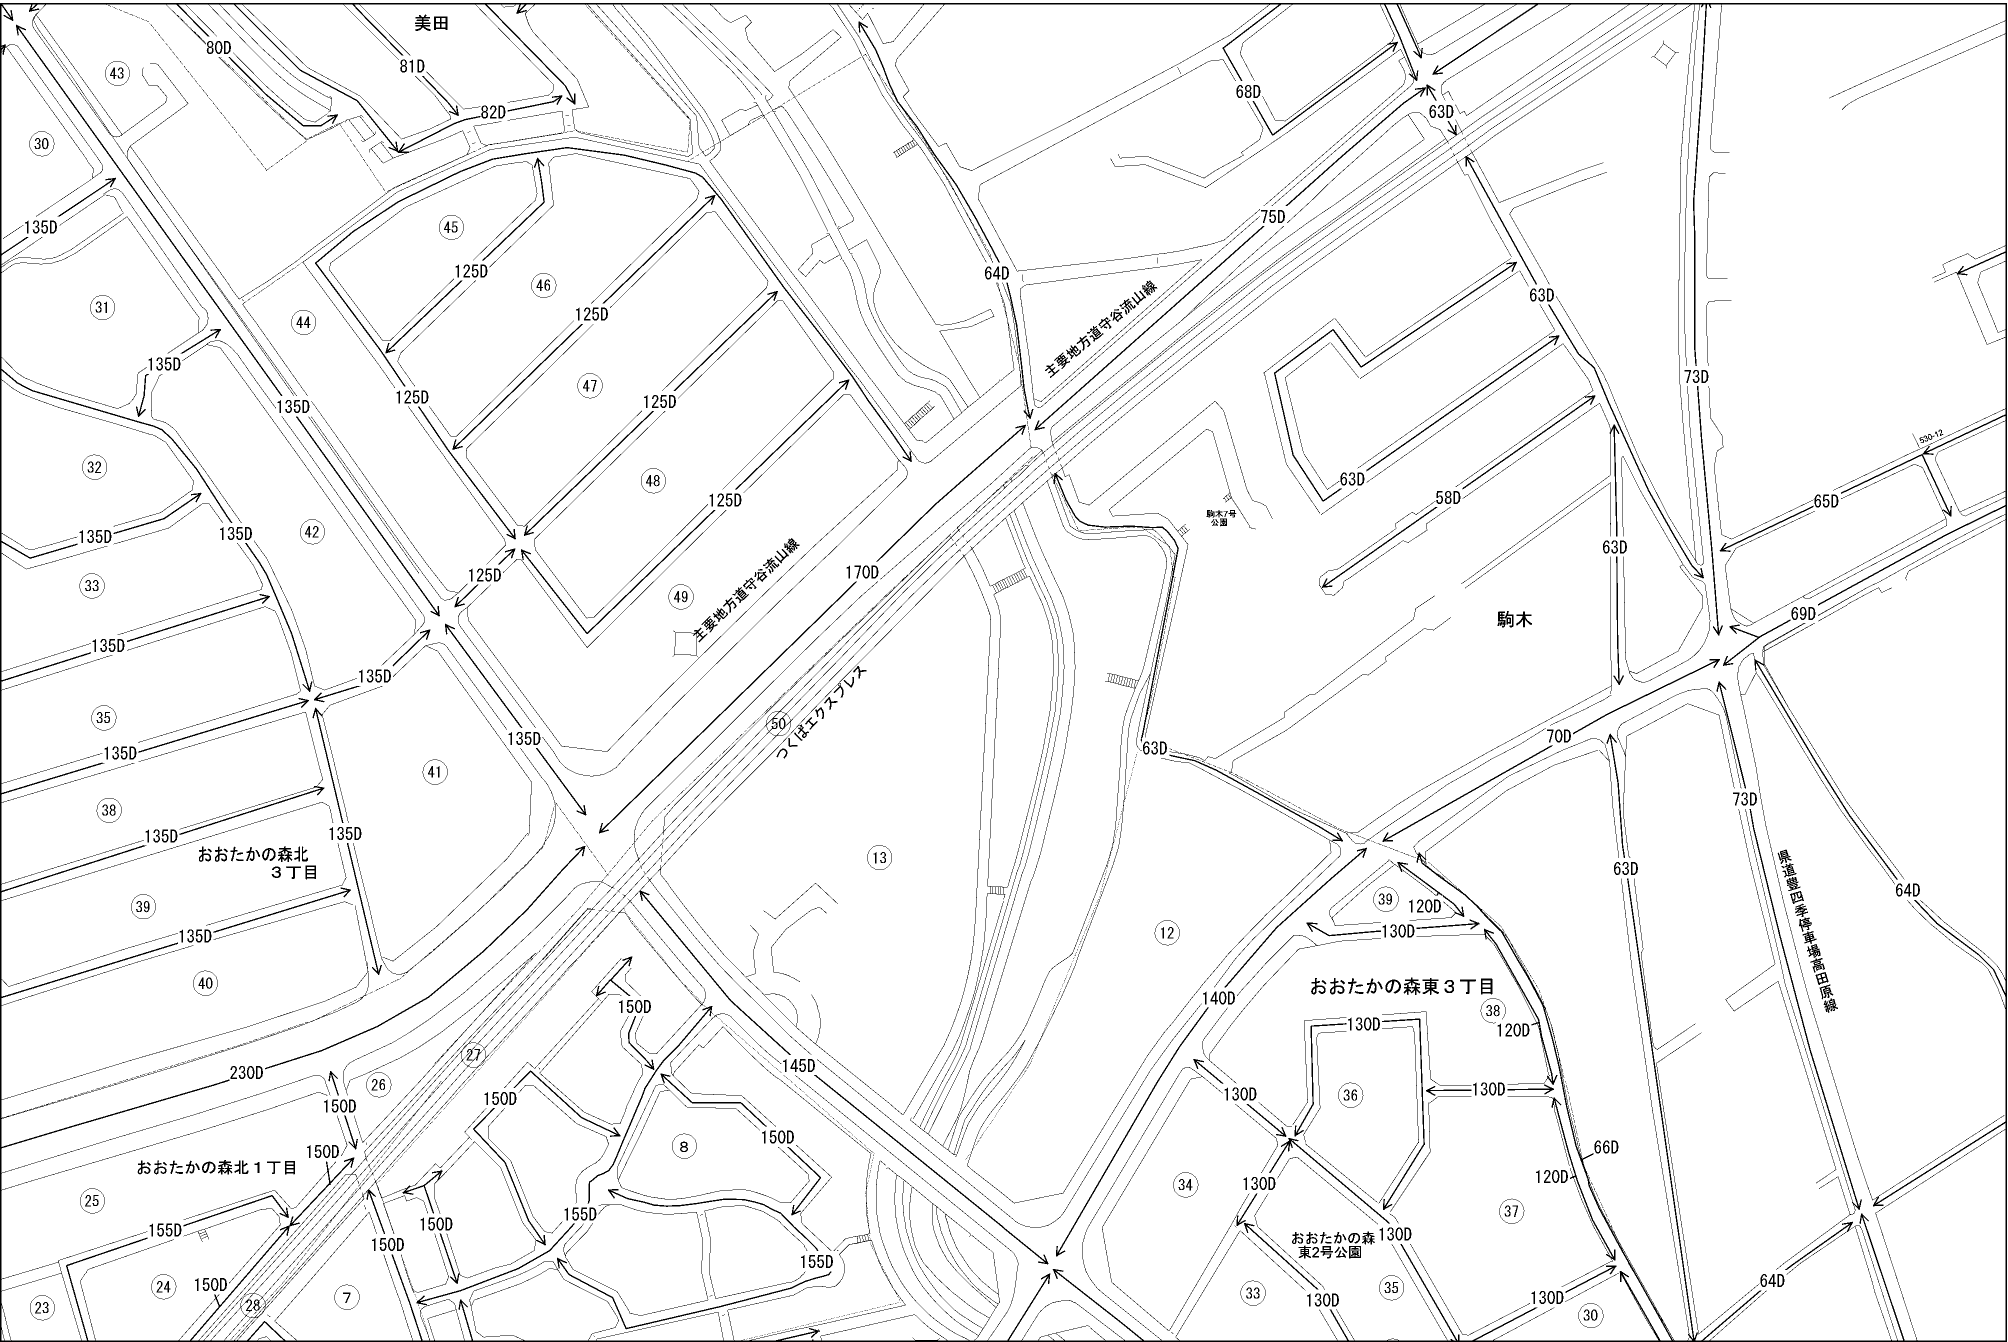 美田
80D
81D
43
82D
68D
63D
30
135D
45
125D
46
125D
64D
75D
主要地方道守谷流山線
63D
31
44
135D
135D
125D
47
125D
73D
530-12
32
48
125D
63D
58D
65D
駒木7号
公園
135D
135D
42
33
125D
49
主要地方道守谷流山線
170D
63D
駒木
69D
135D
135D
35
135D
135D
50
つくばエクスプレス
63D
70D
41
38
135D
135D
おおたかの森北
3丁目
13
73D
63D
県道豊四季停車場高田原線
64D
39
135D
40
39
120D
130D
12
おおたかの森東3丁目
140D
150D
38
130D
120D
27
230D
26
145D
150D
150D
130D
36
130D
8
150D
おおたかの森北1丁目
150D
66D
120D
34
130D
25
155D
150D
150D
155D
155D
37
130D
おおたかの森
東2号公園
150D
24
23
28
7
33
130D
35
130D
30
64D